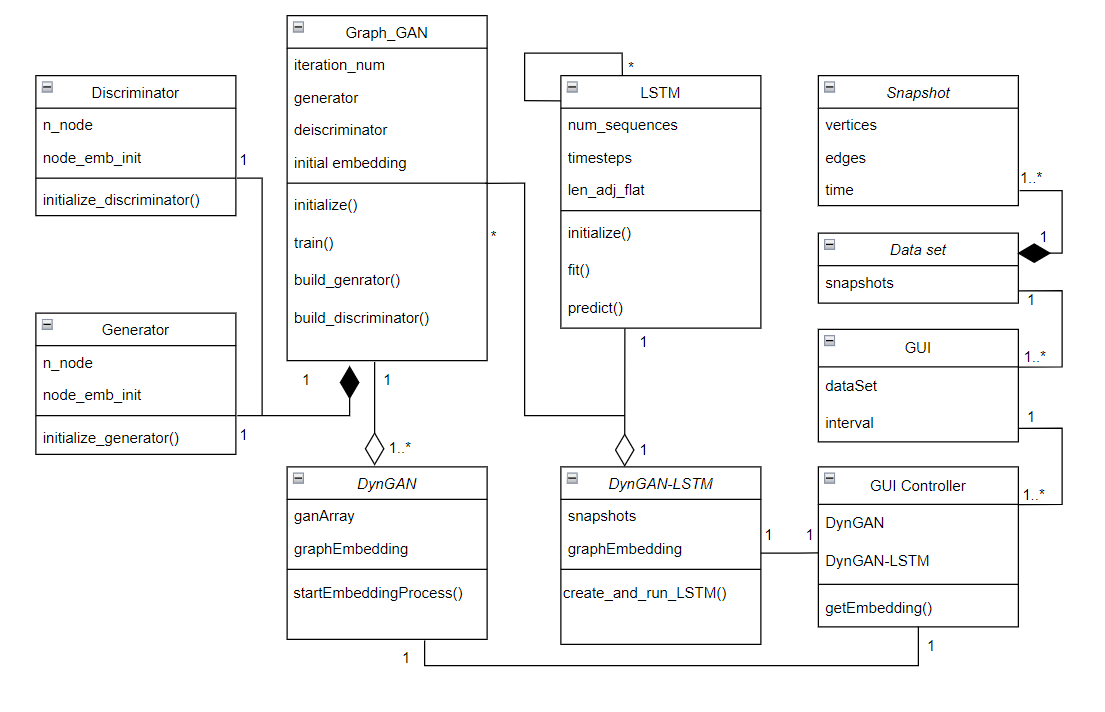 Graph_GAN
iteration_num
generator
deiscriminator
initial embedding
initialize()
train()
build_genrator()
build_discriminator()
*
1
1
Discriminator
n_node
node_emb_init
initialize_discriminator()
1
Generator
n_node
node_emb_init
initialize_generator()
1
LSTM
num_sequences
timesteps
len_adj_flat
initialize()
fit()
predict()
*
1
Snapshot
vertices
edges
time
1..*
Data set
snapshots
1
1
GUI
dataSet
interval
1..*
1
DynGAN
ganArray
graphEmbedding
startEmbeddingProcess()
1..*
1
DynGAN-LSTM
snapshots
graphEmbedding
create_and_run_LSTM()
1
1
1
GUI Controller
DynGAN
DynGAN-LSTM
getEmbedding()
1..*
1